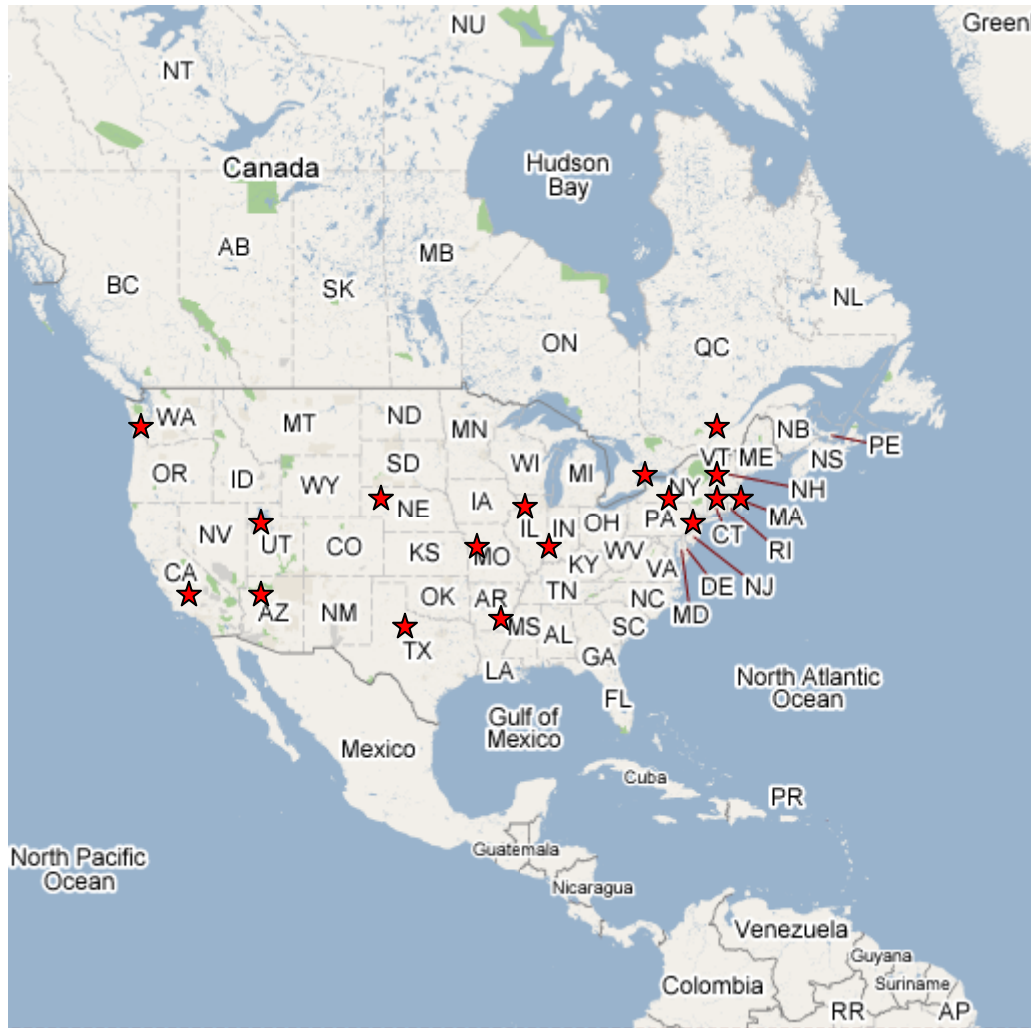 NU
Green
NT
Canada
Hudson
Bay
AB
MB
BC
SK
NL
ON
QC
WA
MT
ND
MN
NB
PE
VT
ME
NS
OR
ID
SD
WI
MI
NH
WY
NY
IA
NE
PA
MA
NV
UT
CO
IL
IN
OH
CT
RI
KS
MO
WV
KY
VA
DE
NJ
CA
OK
AR
TN
NC
MD
AZ
NM
MS
AL
SC
TX
GA
LA
FL
North Atlantic
Ocean
Gulf of
Mexico
Mexico
Cuba
PR
North Pacific
Ocean
Guatemala
Nicaragua
Venezuela
Guyana
Colombia
Suriname
RR
AP